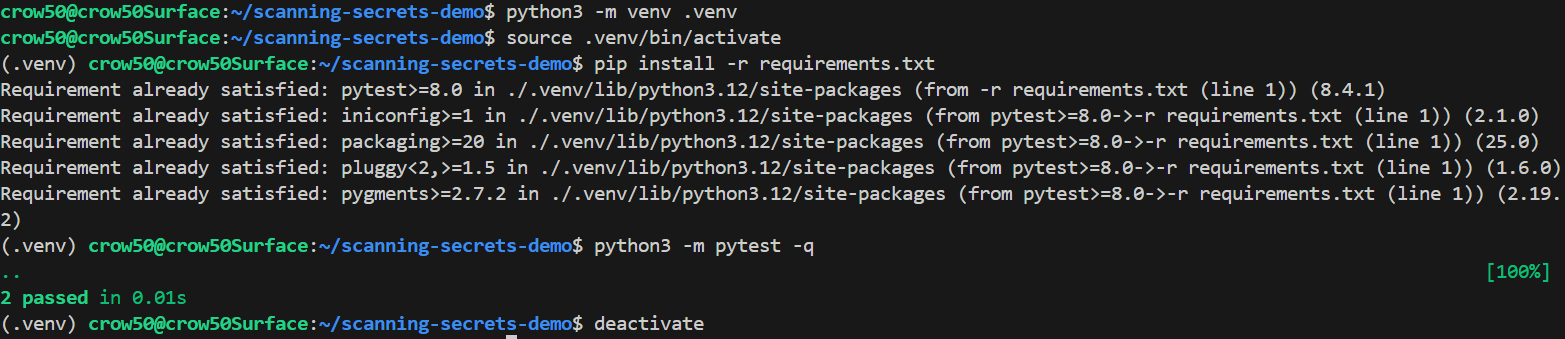 crow50@crow50Surface:~/scanning-secrets-demo$ python3 -m venv .venv
crow50@crow50Surface:~/scanning-secrets-demo$ source .venv/bin/activate
(.venv) crow50@crow50Surface:~/scanning-secrets-demo$ pip install -r requirements.txt
Requirement already satisfied: pytest>=8.0 in ./.venv/lib/python3.12/site-packages (from -r requirements.txt (line 1)) (8.4.1)
Requirement already satisfied: iniconfig>=1 in ./.venv/lib/python3.12/site-packages (from pytest>=8.0->-r requirements.txt (line 1)) (2.1.0)
Requirement already satisfied: packaging>=20 in ./.venv/lib/python3.12/site-packages (from pytest>=8.0->-r requirements.txt (line 1)) (25.0)
Requirement already satisfied: pluggy<2,>=1.5 in ./.venv/lib/python3.12/site-packages (from pytest>=8.0->-r requirements.txt (line 1)) (1.6.0)
Requirement already satisfied: pygments>=2.7.2 in ./.venv/lib/python3.12/site-packages (from pytest>=8.0->-r requirements.txt (line 1)) (2.19.
2)
(.venv) crow50@crow50Surface:~/scanning-secrets-demo$ python3 -m pytest -q
.. [100%]
2 passed in 0.01s
(.venv) crow50@crow50Surface:~/scanning-secrets-demo$ deactivate